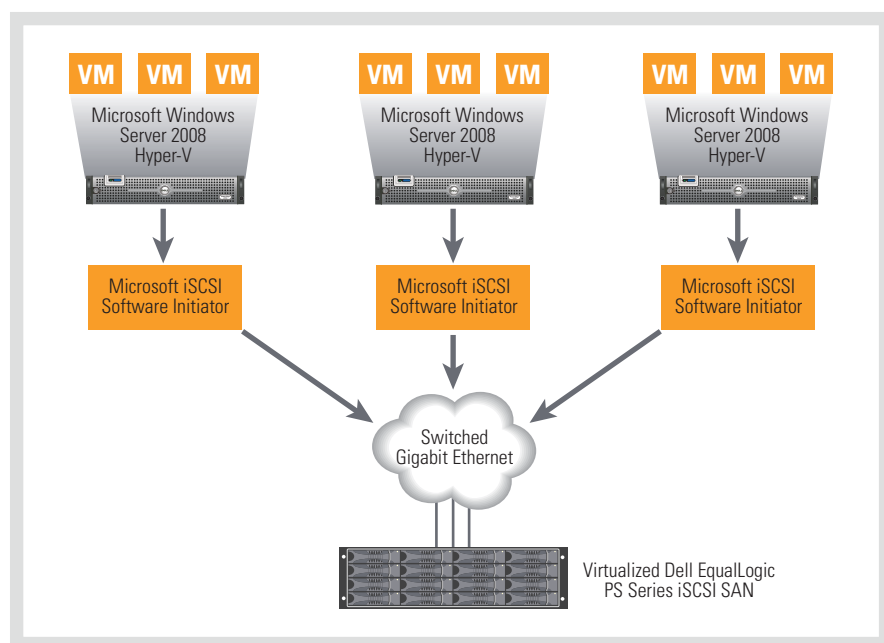 VM VM VM VM VM VM VM VM VM
Microsoft Windows
Server 2008
Hyper-V
Microsoft Windows
Server 2008
Hyper-V
Microsoft Windows
Server 2008
Hyper-V
Microsoft iSCSI
Software Initiator
Microsoft iSCSI
Software Initiator
Microsoft iSCSI
Software Initiator
Switched
Gigabit Ethernet
Virtualized Dell EqualLogic
PS Series iSCSI SAN